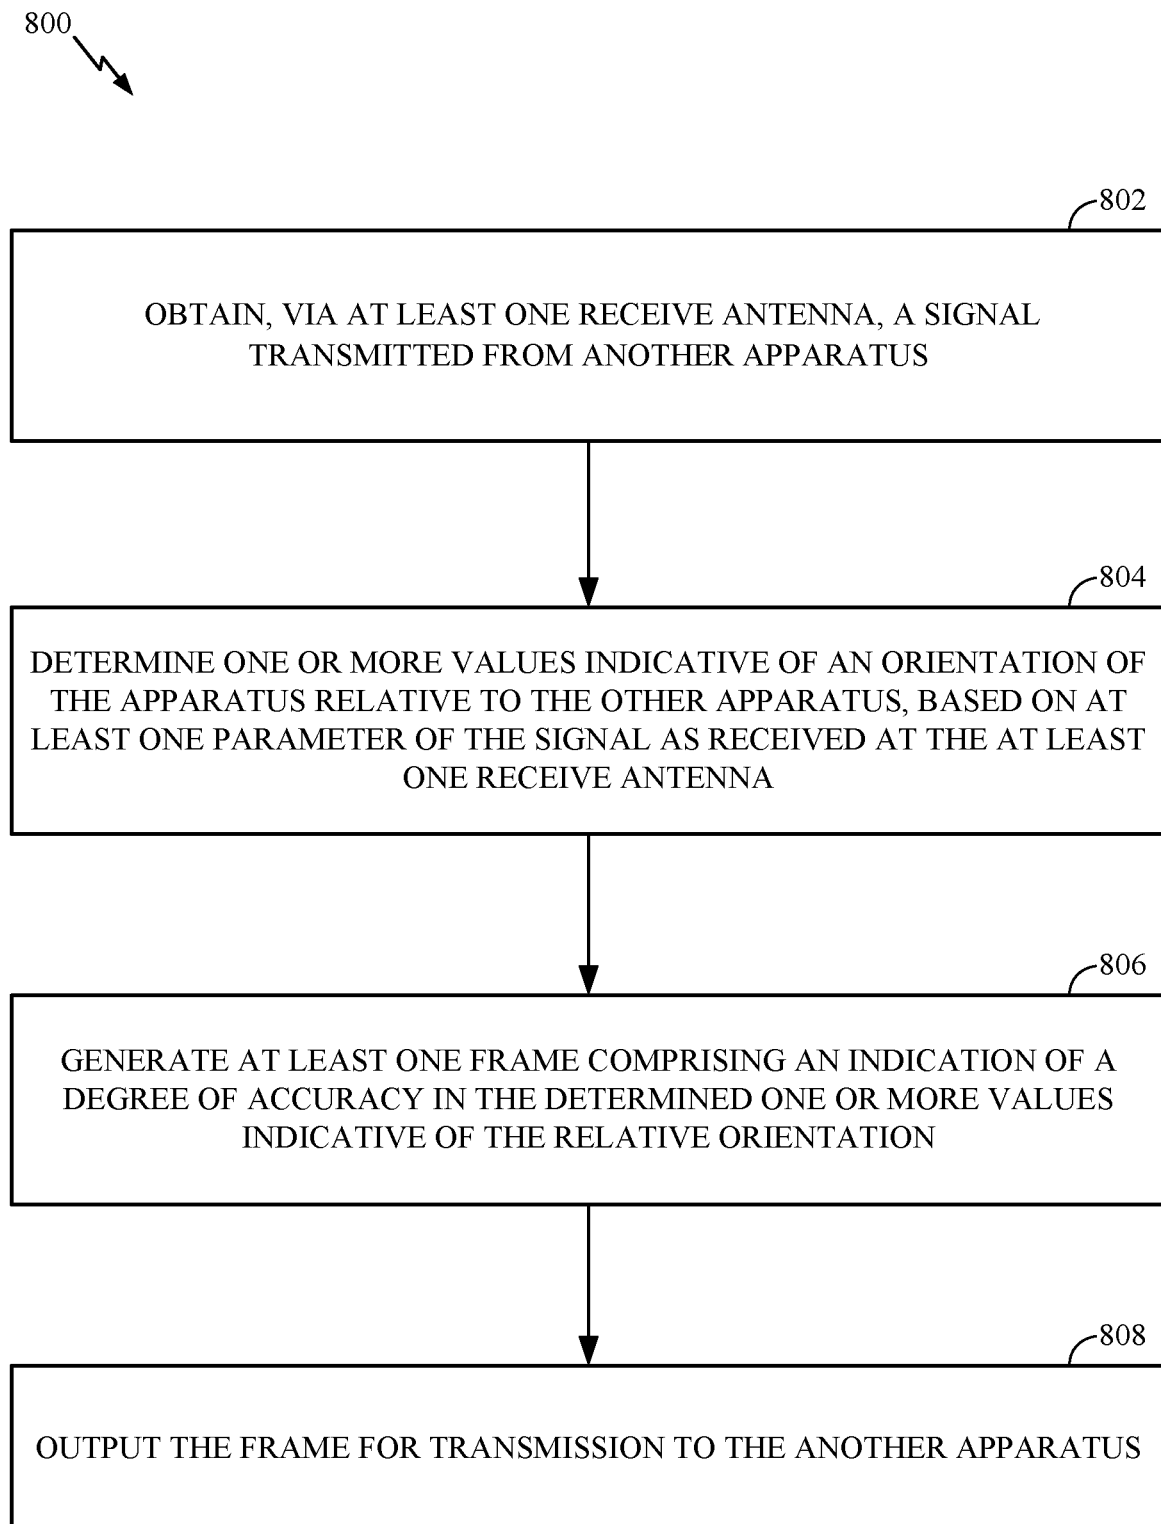 800
802
OBTAIN, VIA AT LEAST ONE RECEIVE ANTENNA, A SIGNAL
TRANSMITTED FROM ANOTHER APPARATUS
804
DETERMINE ONE OR MORE VALUES INDICATIVE OF AN ORIENTATION OF
THE APPARATUS RELATIVE TO THE OTHER APPARATUS, BASED ON AT
LEAST ONE PARAMETER OF THE SIGNAL AS RECEIVED AT THE AT LEAST
ONE RECEIVE ANTENNA
806
GENERATE AT LEAST ONE FRAME COMPRISING AN INDICATION OF A
DEGREE OF ACCURACY IN THE DETERMINED ONE OR MORE VALUES
INDICATIVE OF THE RELATIVE ORIENTATION
808
OUTPUT THE FRAME FOR TRANSMISSION TO THE ANOTHER APPARATUS